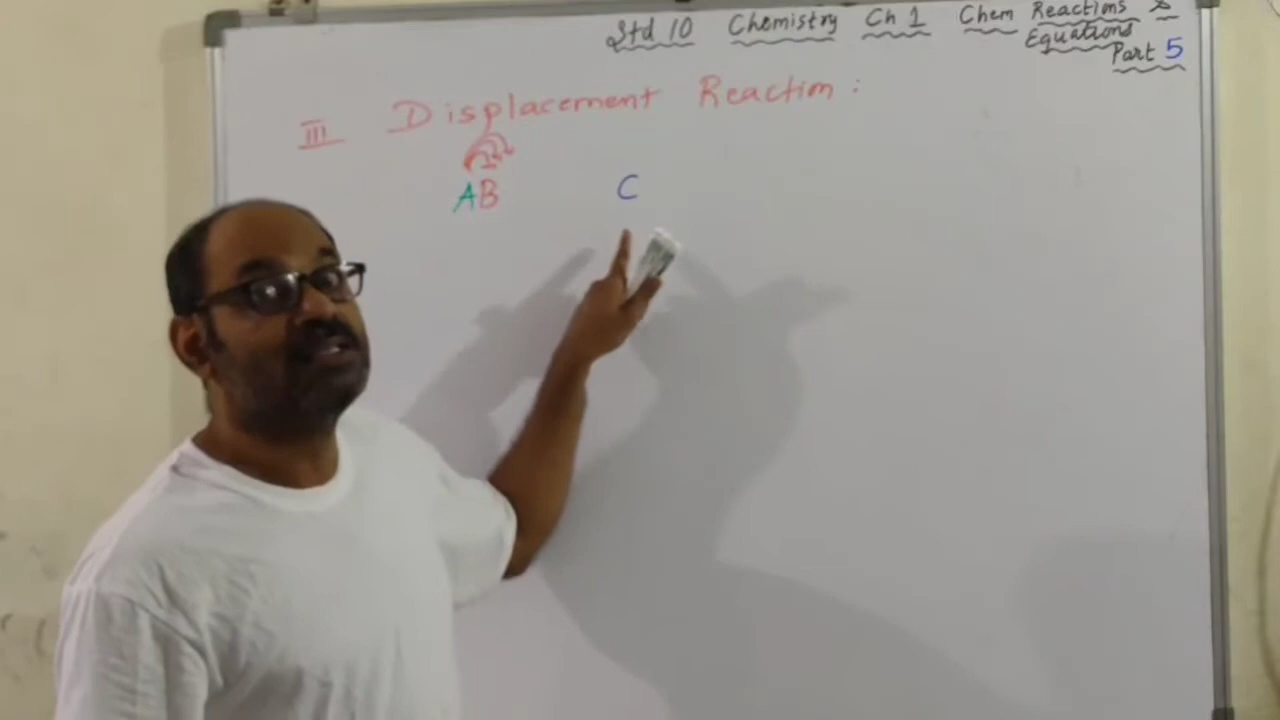 Std 10 Chemistry Ch 1 Chem Reactions &
Equations
Part 5
III Displacement Reaction :
AB C